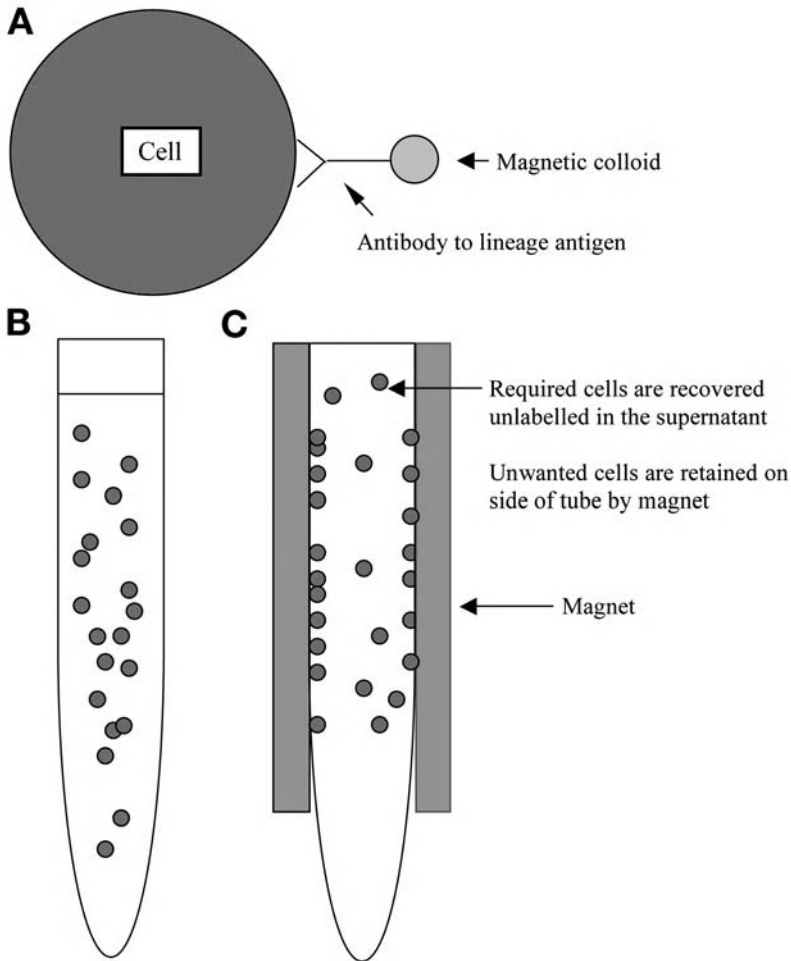 A
Cell
Magnetic colloid
Antibody to lineage antigen
B
C
Required cells are recovered
unlabelled in the supernatant
Unwanted cells are retained on
side of tube by magnet
Magnet